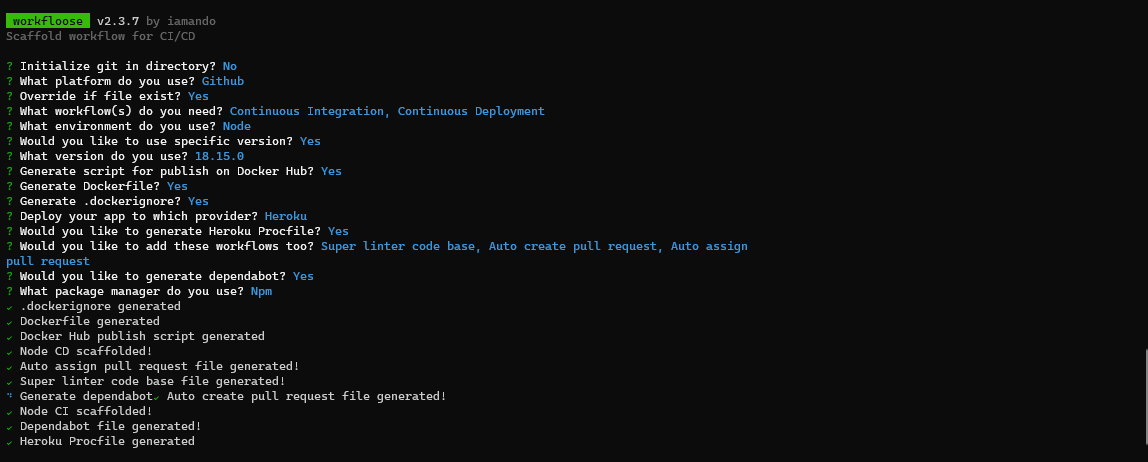 workfloose v2.3.7 by iamando
Scaffold workflow for CI/CD
? Initialize git in directory? No
? What platform do you use? Github
? Override if file exist? Yes
? What workflow(s) do you need? Continuous Integration, Continuous Deployment
? What environment do you use? Node
? Would you like to use specific version? Yes
? What version do you use? 18.15.0
? Generate script for publish on Docker Hub? Yes
? Generate Dockerfile? Yes
? Generate .dockerignore? Yes
? Deploy your app to which provider? Heroku
? Would you like to generate Heroku Procfile? Yes
? Would you like to add these workflows too? Super linter code base, Auto create pull request, Auto assign
pull request
? Would you like to generate dependabot? Yes
? What package manager do you use? Npm
✔ .dockerignore generated
✔ Dockerfile generated
✔ Docker Hub publish script generated
✔ Node CD scaffolded!
✔ Auto assign pull request file generated!
✔ Super linter code base file generated!
⠙ Generate dependabot✔ Auto create pull request file generated!
✔ Node CI scaffolded!
✔ Dependabot file generated!
✔ Heroku Procfile generated